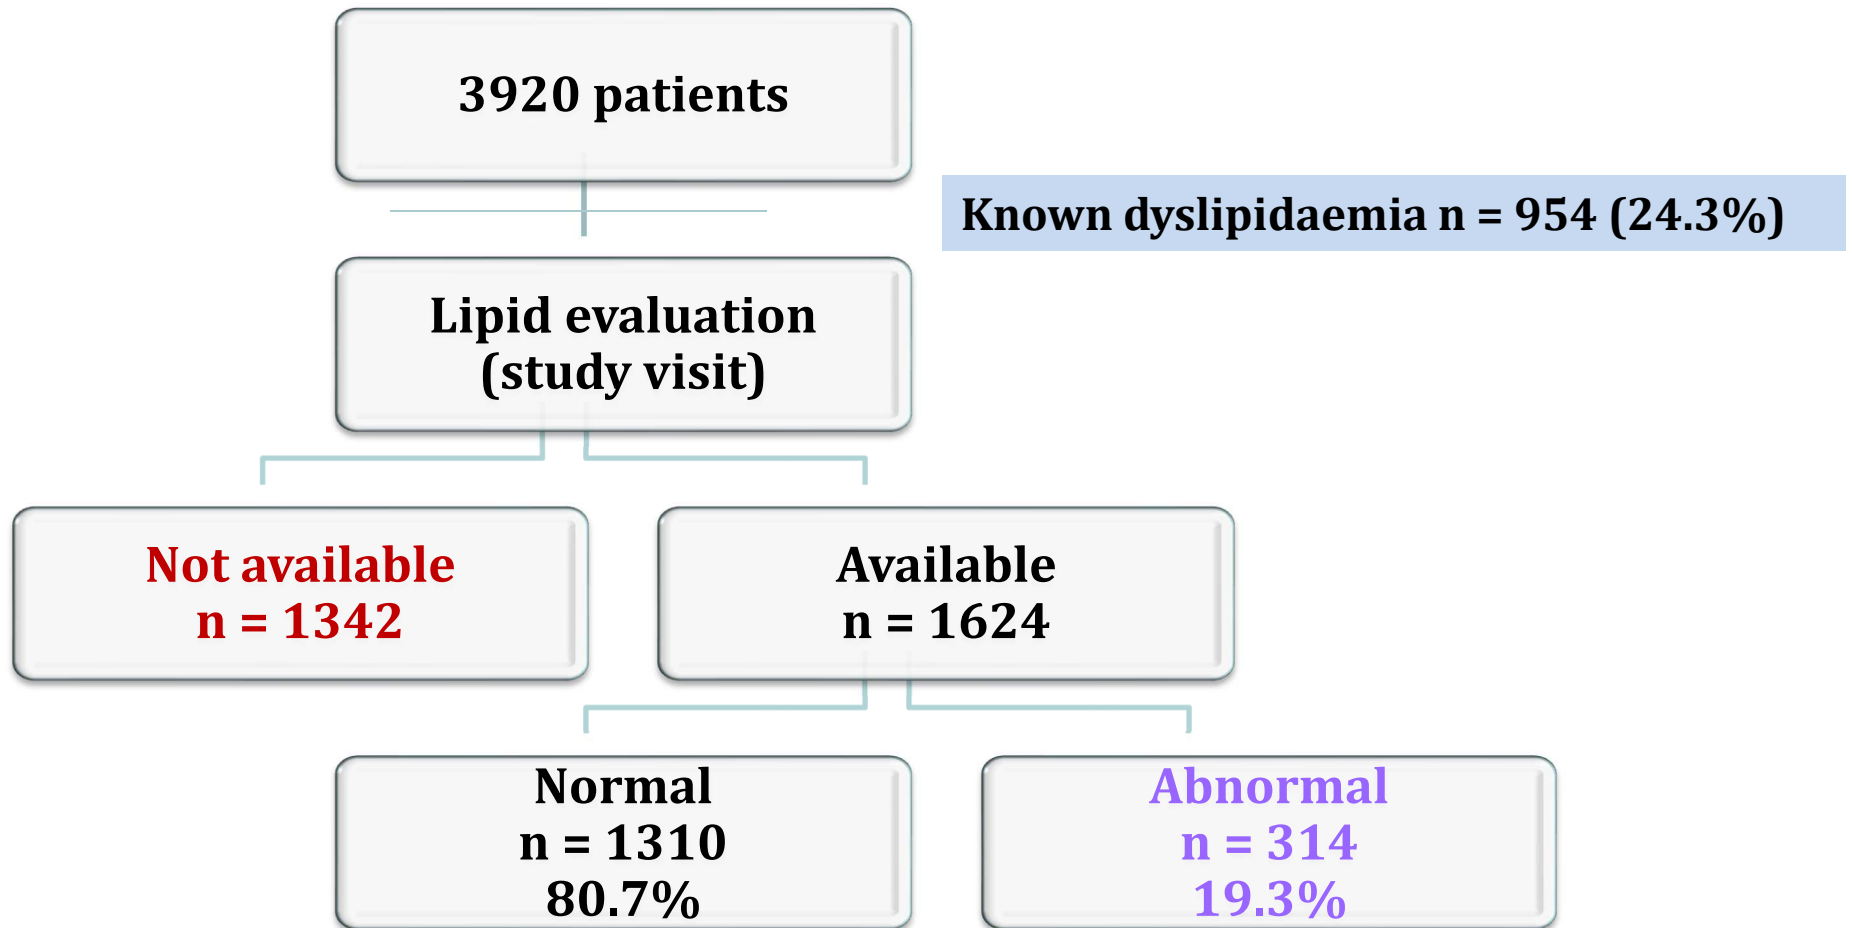 3920 patients
Known dyslipidaemia n = 954 (24.3%)
Lipid evaluation
(study visit)
Not available
n = 1342
Available
n = 1624
Normal
n = 1310
80.7%
Abnormal
n = 314
19.3%